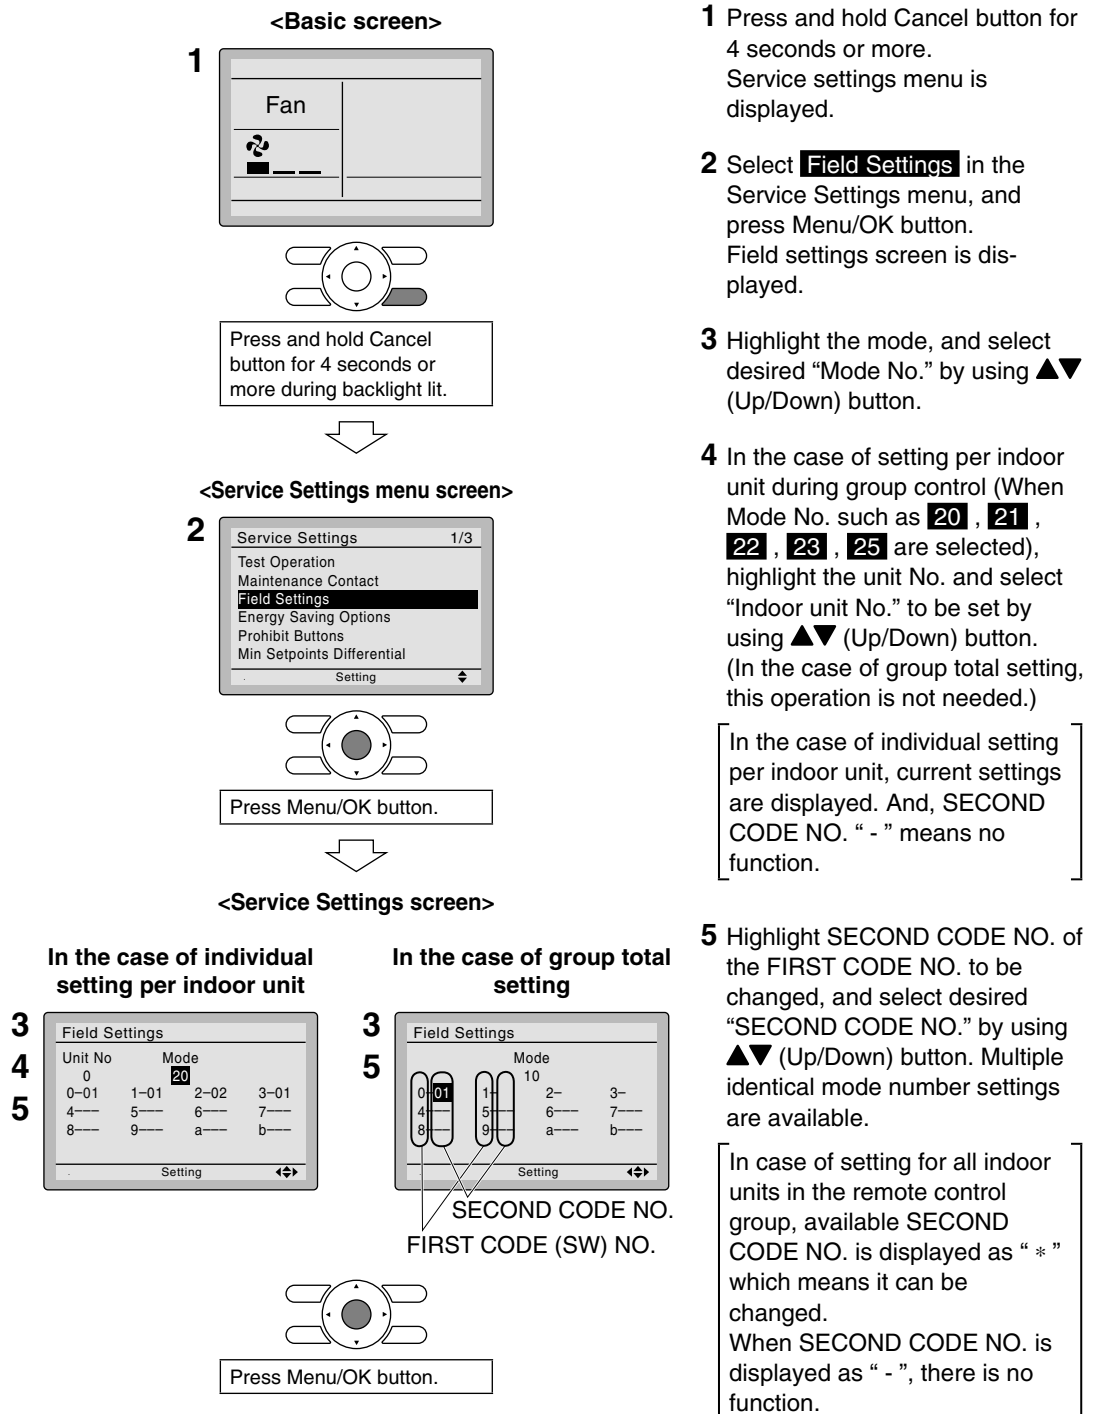 <Basic screen>
1
Fan
Press and hold Cancel
button for 4 seconds or
more during backlight lit.
<Service Settings menu screen>
2
Service Settings 1/3
Test Operation
Maintenance Contact
Field Settings
Energy Saving Options
Prohibit Buttons
Min Setpoints Differential
Setting
Press Menu/OK button.
<Service Settings screen>
In the case of individual
setting per indoor unit
3
4
5
Field Settings
Unit No Mode
0 20
0–01 1–01 2–02 3–01
4––– 5––– 6––– 7–––
8––– 9––– a––– b–––
Setting
In the case of group total
setting
3
5
Field Settings
Mode
10
0–01 1– 2– 3–
4––– 5––– 6––– 7–––
8––– 9––– a––– b–––
Setting
SECOND CODE NO.
FIRST CODE (SW) NO.
Press Menu/OK button.
1 Press and hold Cancel button for
4 seconds or more.
Service settings menu is
displayed.
2 Select Field Settings in the
Service Settings menu, and
press Menu/OK button.
Field settings screen is dis-
played.
3 Highlight the mode, and select
desired “Mode No.” by using ▲▼
(Up/Down) button.
4 In the case of setting per indoor
unit during group control (When
Mode No. such as 20 , 21 ,
22 , 23 , 25 are selected),
highlight the unit No. and select
“Indoor unit No.” to be set by
using ▲▼ (Up/Down) button.
(In the case of group total setting,
this operation is not needed.)
In the case of individual setting
per indoor unit, current settings
are displayed. And, SECOND
CODE NO. “ - ” means no
function.
5 Highlight SECOND CODE NO. of
the FIRST CODE NO. to be
changed, and select desired
“SECOND CODE NO.” by using
▲▼ (Up/Down) button. Multiple
identical mode number settings
are available.
In case of setting for all indoor
units in the remote control
group, available SECOND
CODE NO. is displayed as “ * ”
which means it can be
changed.
When SECOND CODE NO. is
displayed as “ - ”, there is no
function.